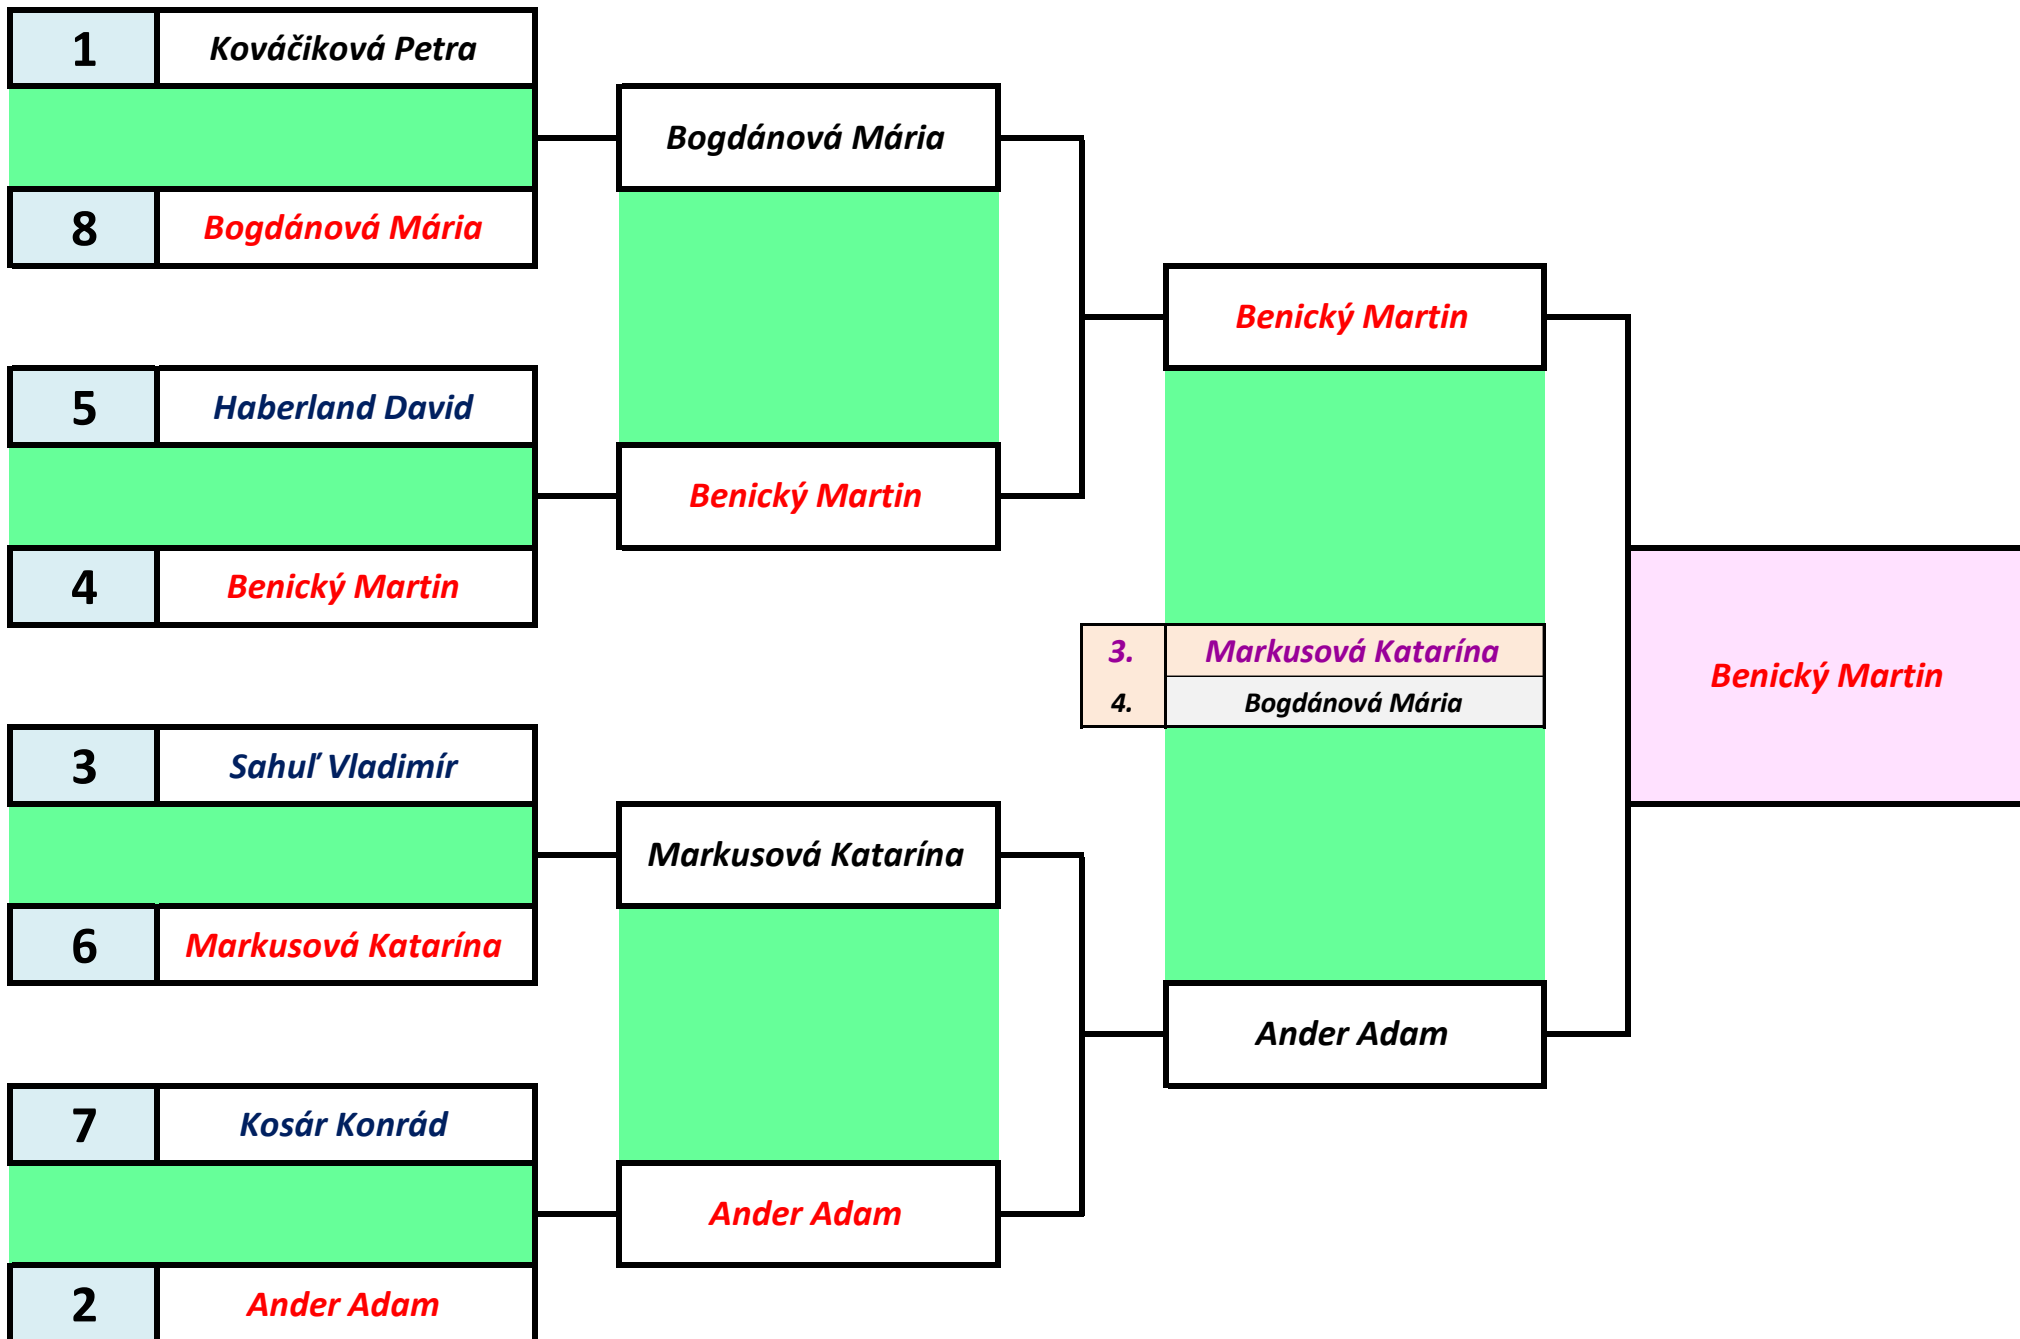 1 Kováčiková Petra
8 Bogdánová Mária
5 Haberland David
4 Benický Martin
3 Sahuľ Vladimír
6 Markusová Katarína
7 Kosár Konrád
2 Ander Adam
Bogdánová Mária
Benický Martin
Markusová Katarína
Ander Adam
Benický Martin
3. Markusová Katarína
4. Bogdánová Mária
Ander Adam
Benický Martin